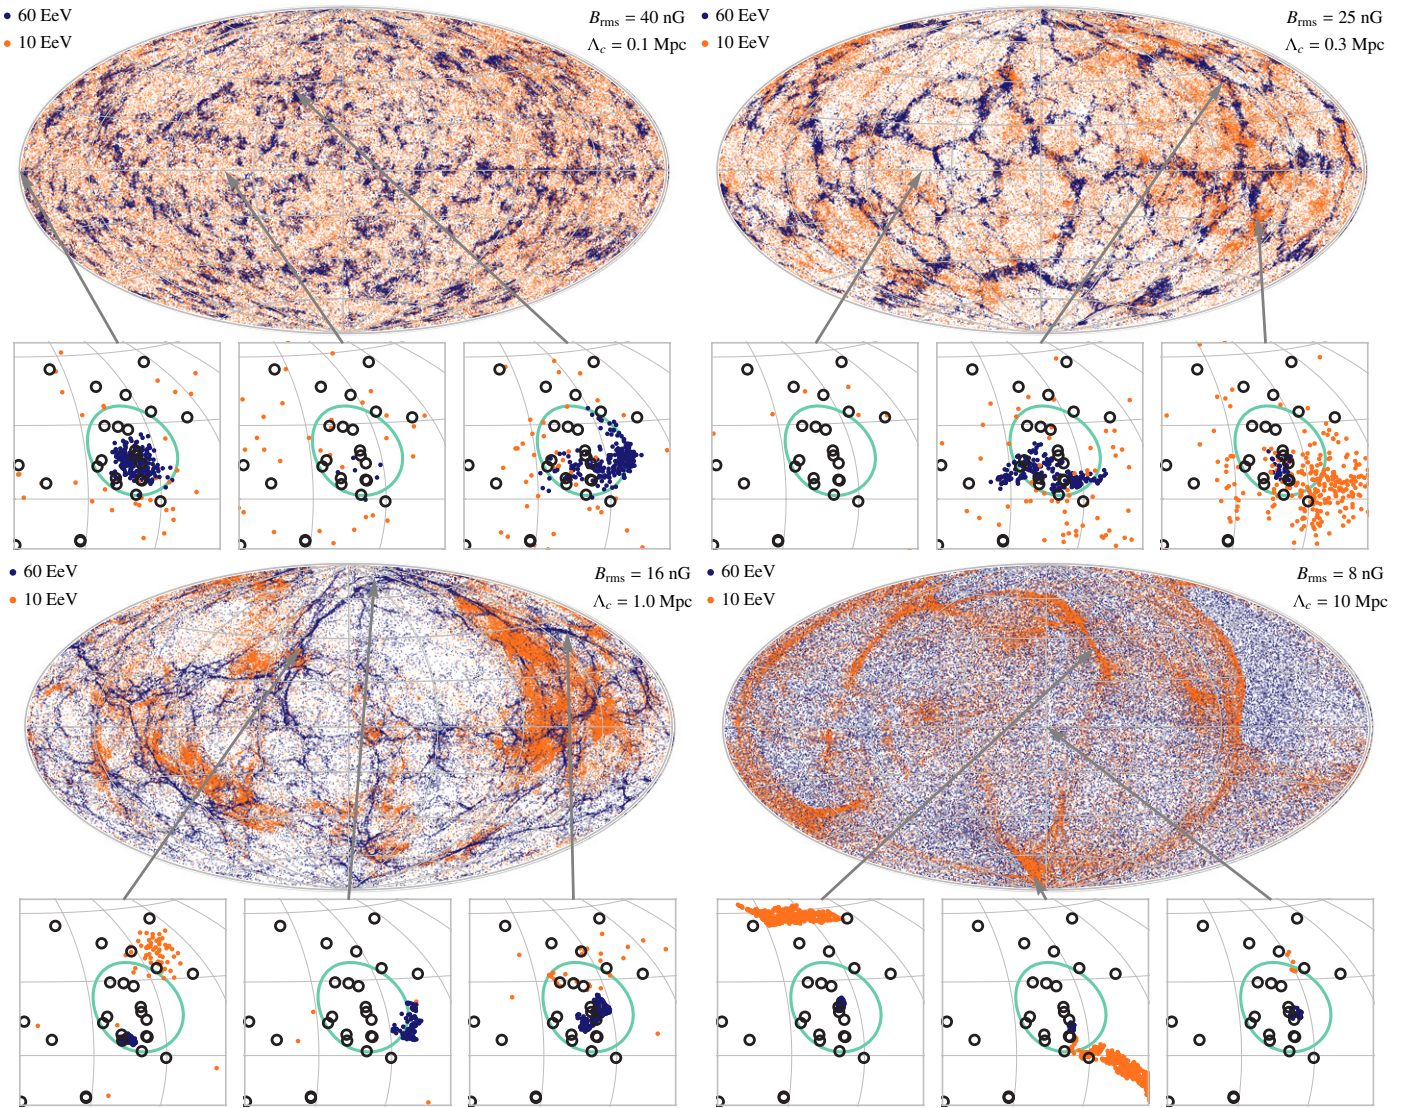 60 EeV
10 EeV
B_rms = 40 nG
Λ_c = 0.1 Mpc
60 EeV
10 EeV
B_rms = 25 nG
Λ_c = 0.3 Mpc
60 EeV
10 EeV
B_rms = 16 nG
Λ_c = 1.0 Mpc
60 EeV
10 EeV
B_rms = 8 nG
Λ_c = 10 Mpc